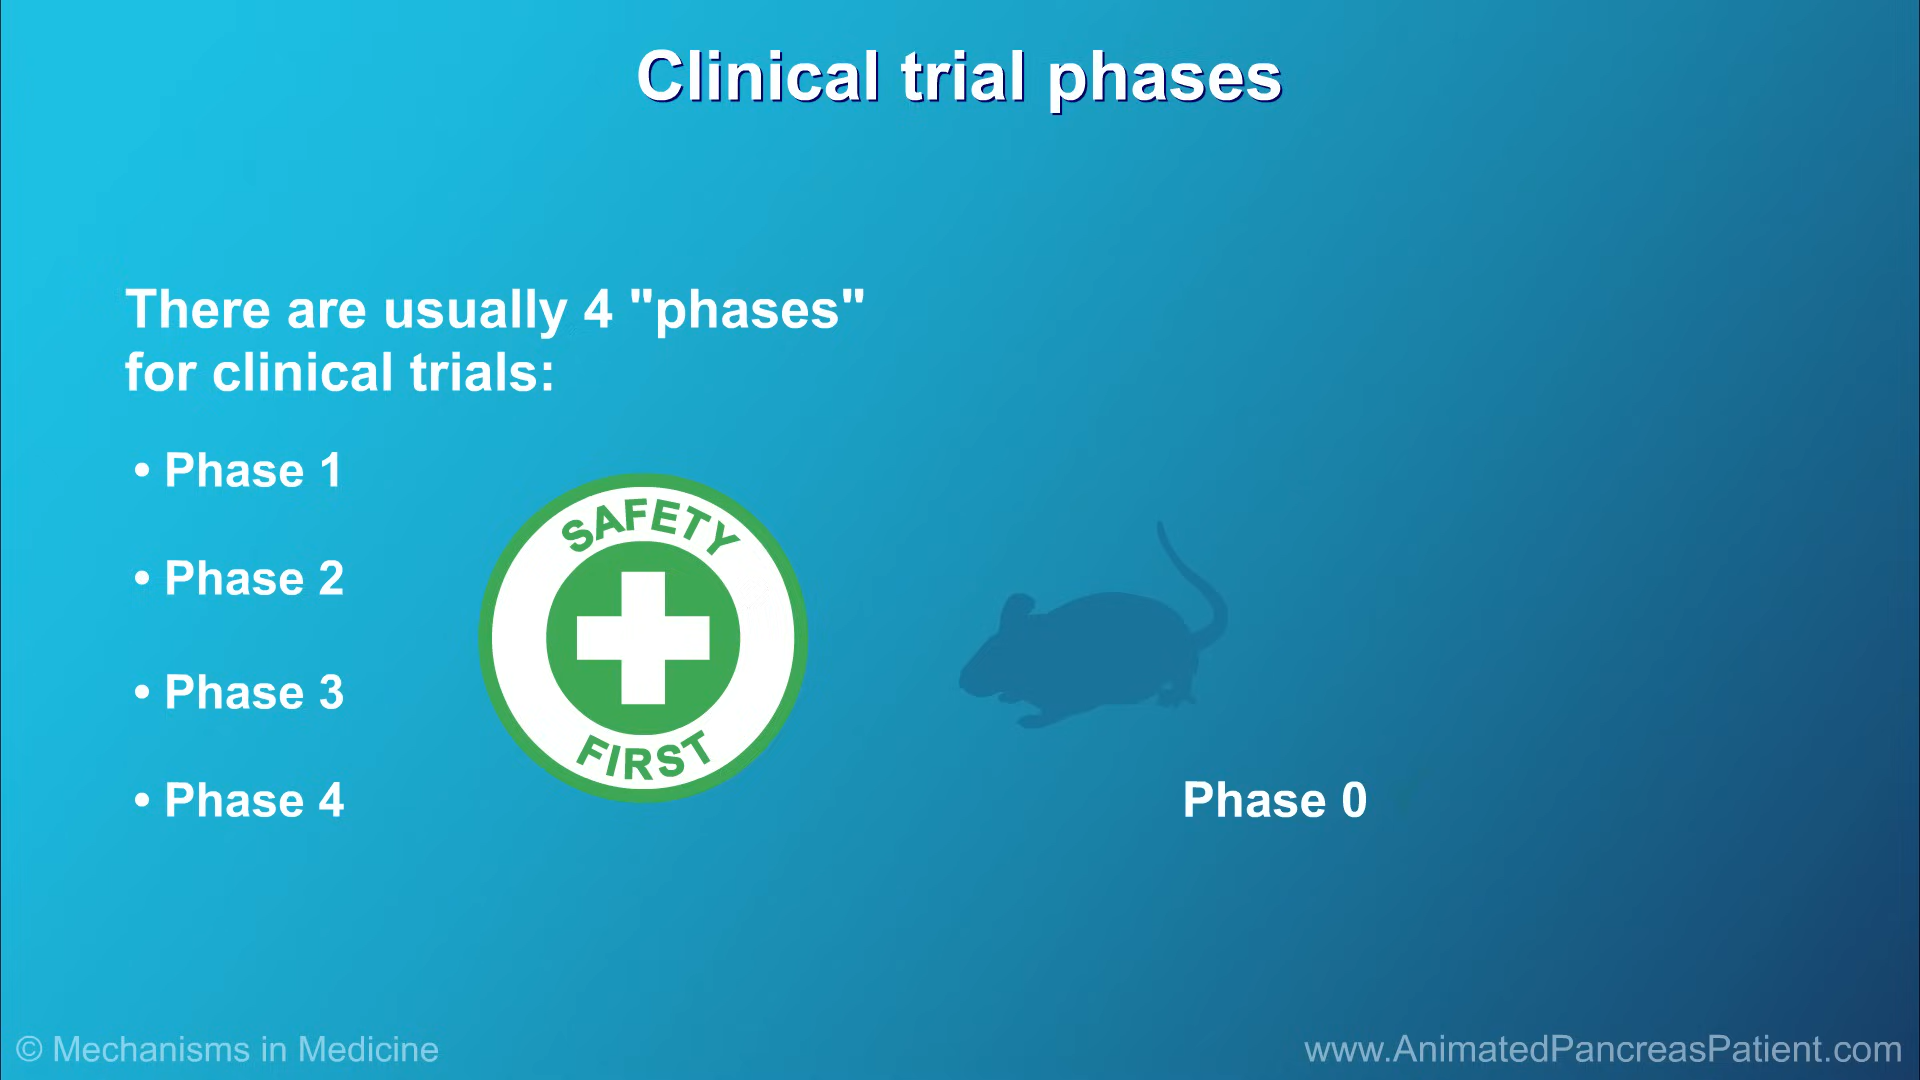 Clinical trial phases
There are usually 4 "phases"
for clinical trials:
• Phase 1
• Phase 2
• Phase 3
• Phase 4
SAFETY
FIRST
Phase 0
© Mechanisms in Medicine
www.AnimatedPancreasPatient.com